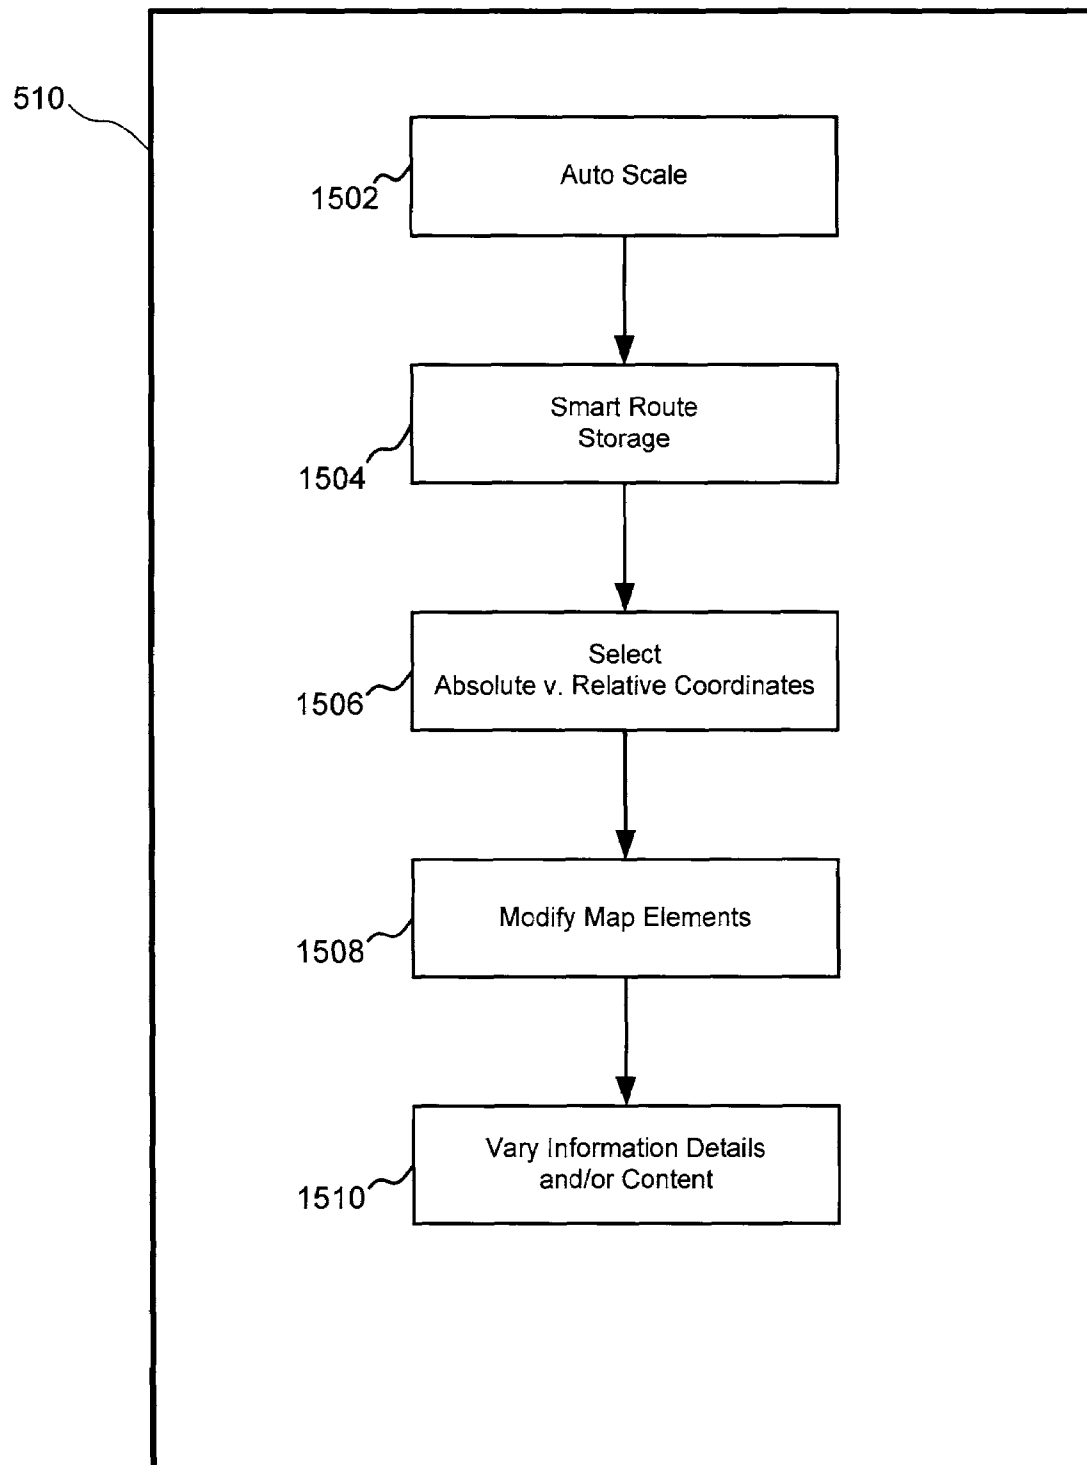 510
Auto Scale
1502
Smart Route
Storage
1504
Select
Absolute v. Relative Coordinates
1506
Modify Map Elements
1508
Vary Information Details
and/or Content
1510